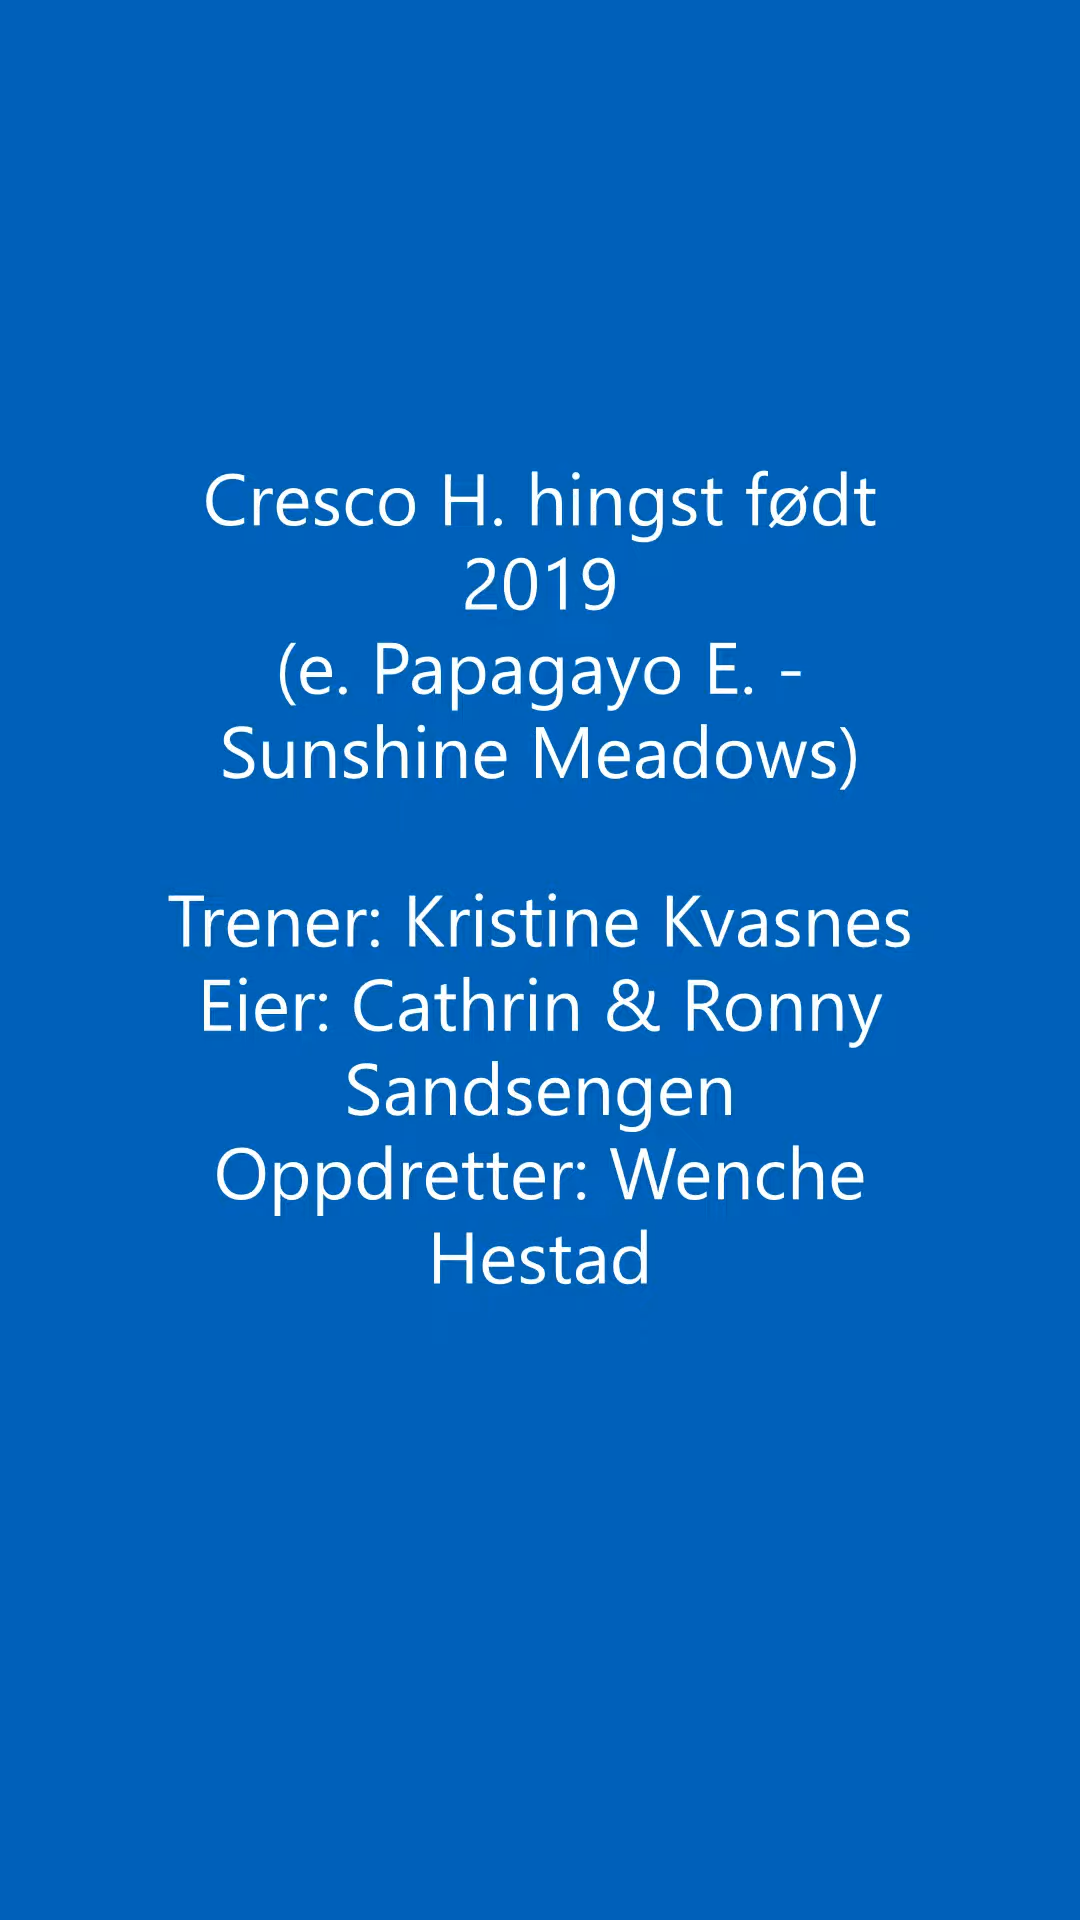 Cresco H. hingst født
2019
(e. Papagayo E. -
Sunshine Meadows)
Trener: Kristine Kvasnes
Eier: Cathrin & Ronny
Sandsengen
Oppdretter: Wenche
Hestad